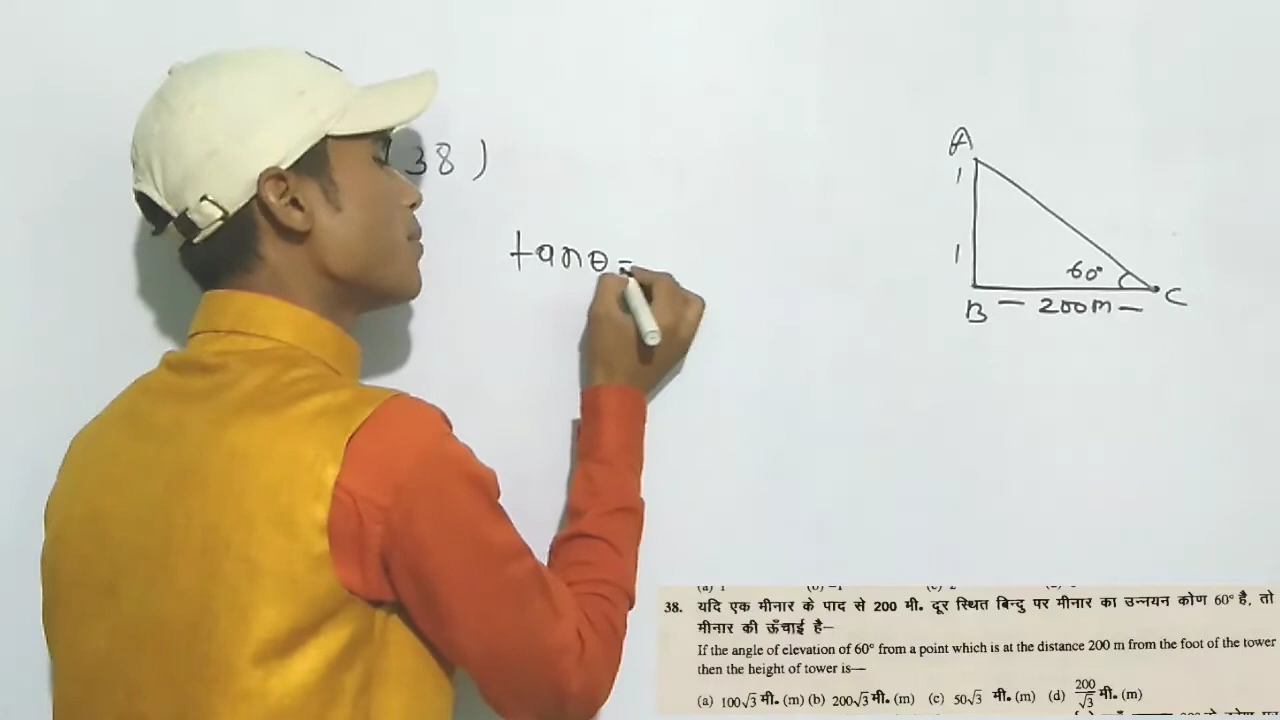 38)
tanθ=
A
60°
B
200m
C
38. यदि एक मीनार के पाद से 200 मी. दूर स्थित बिन्दु पर मीनार का उन्नयन कोण 60° है, तो
मीनार की ऊँचाई है—
If the angle of elevation of 60° from a point which is at the distance 200 m from the foot of the tower
then the height of tower is—
(a) 100√3 मी. (m) (b) 200√3 मी. (m) (c) 50√3 मी. (m) (d) 200/√3 मी. (m)